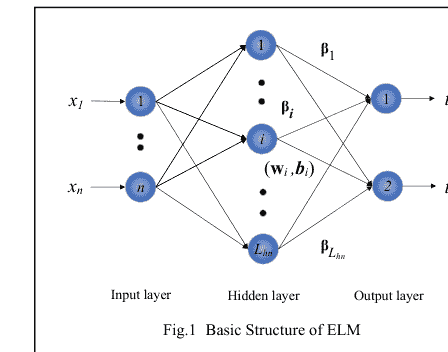 1
β₁
x₁
1
1
βᵢ
i
(wᵢ ,bᵢ)
xₙ
n
2
Lₕₙ
β_Lₕₙ
Input layer
Hidden layer
Output layer
Fig.1 Basic Structure of ELM